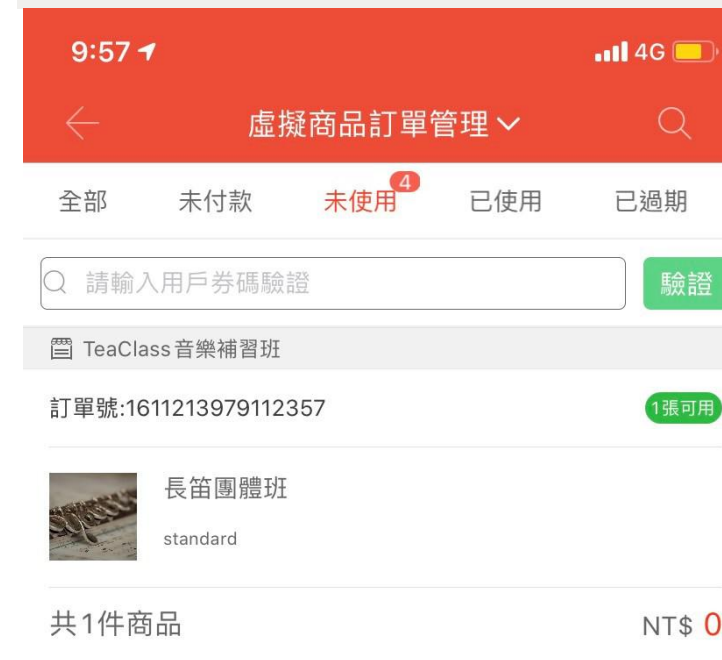 9:57 4G
虛擬商品訂單管理
全部 未付款 未使用 4 已使用 已過期
請輸入用戶券碼驗證 驗證
TeaClass音樂補習班
訂單號:1611213979112357 1張可用
長笛團體班
standard
共1件商品 NT$ 0